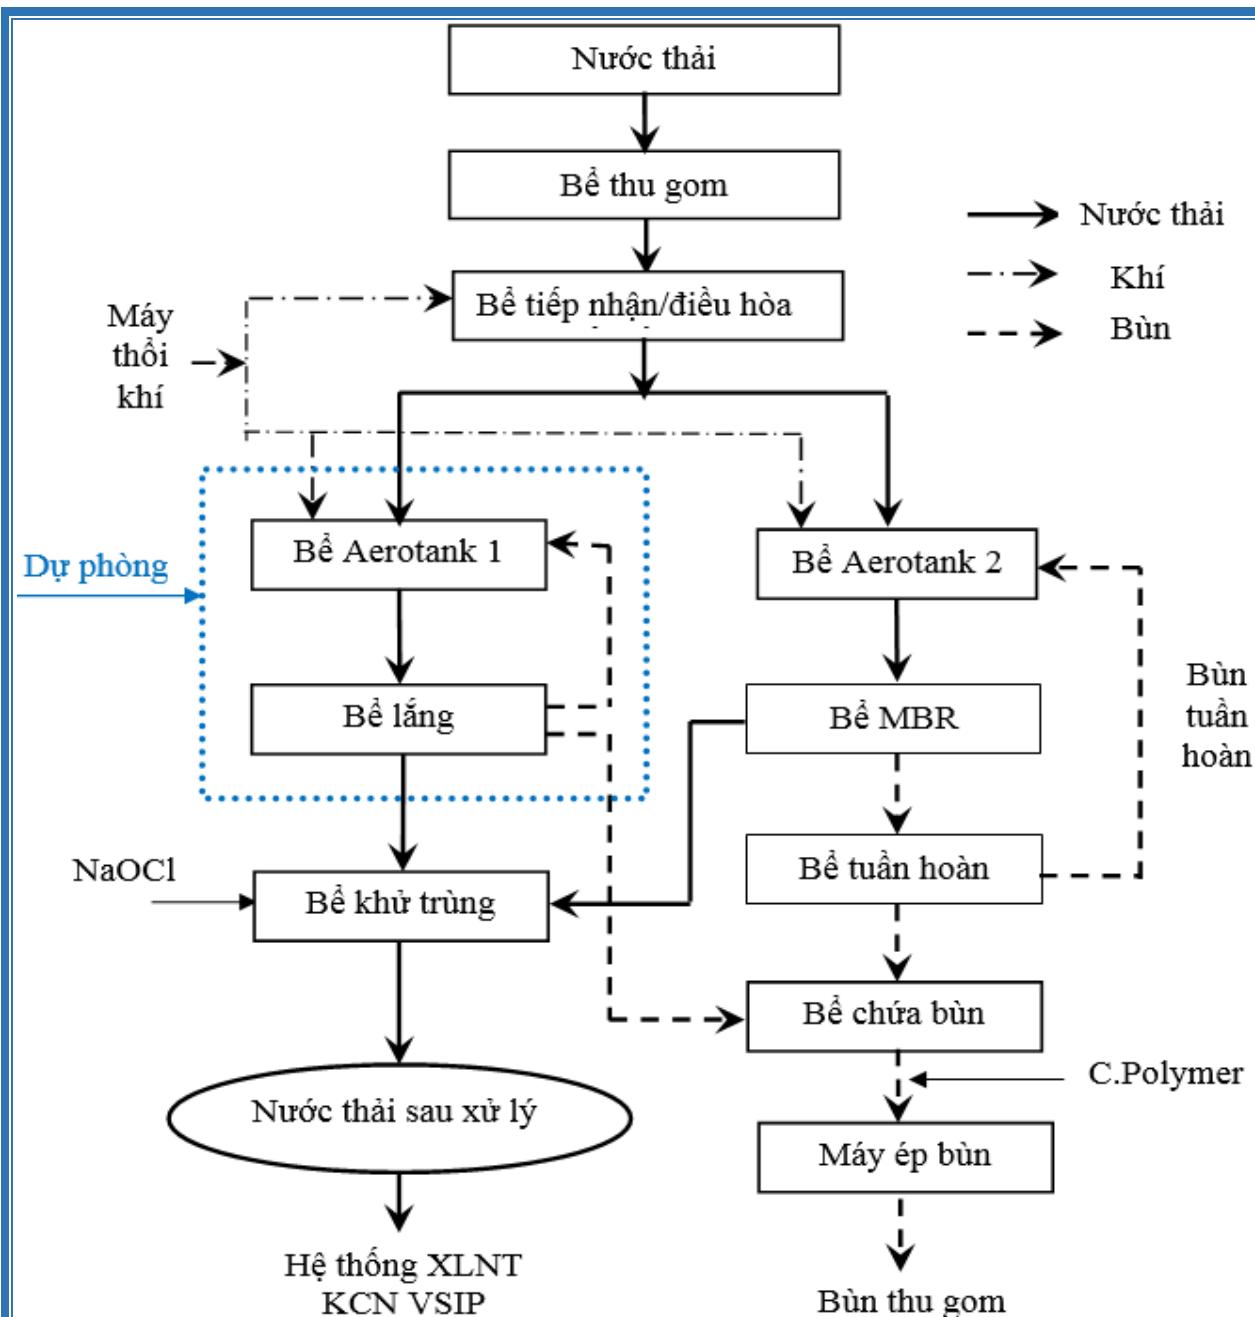 Nước thải
Bể thu gom
Nước thải
Bể tiếp nhận/điều hòa
Khí
Bùn
Máy
thổi
khí
Dự phòng
Bể Aerotank 1
Bể Aerotank 2
Bể lắng
Bể MBR
Bùn
tuần
hoàn
NaOCl
Bể khử trùng
Bể tuần hoàn
Bể chứa bùn
C.Polymer
Nước thải sau xử lý
Máy ép bùn
Hệ thống XLNT
KCN VSIP
Bùn thu gom